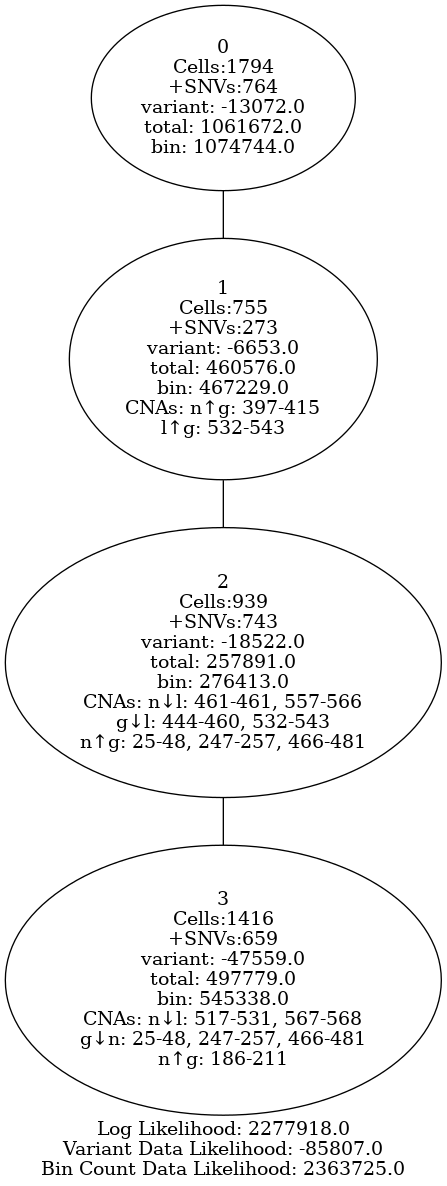 0
Cells:1794
+SNVs:764
variant: -13072.0
total: 1061672.0
bin: 1074744.0
1
Cells:755
+SNVs:273
variant: -6653.0
total: 460576.0
bin: 467229.0
CNAs: n↑g: 397-415
l↑g: 532-543
2
Cells:939
+SNVs:743
variant: -18522.0
total: 257891.0
bin: 276413.0
CNAs: n↓l: 461-461, 557-566
g↓l: 444-460, 532-543
n↑g: 25-48, 247-257, 466-481
3
Cells:1416
+SNVs:659
variant: -47559.0
total: 497779.0
bin: 545338.0
CNAs: n↓l: 517-531, 567-568
g↓n: 25-48, 247-257, 466-481
n↑g: 186-211
Log Likelihood: 2277918.0
Variant Data Likelihood: -85807.0
Bin Count Data Likelihood: 2363725.0